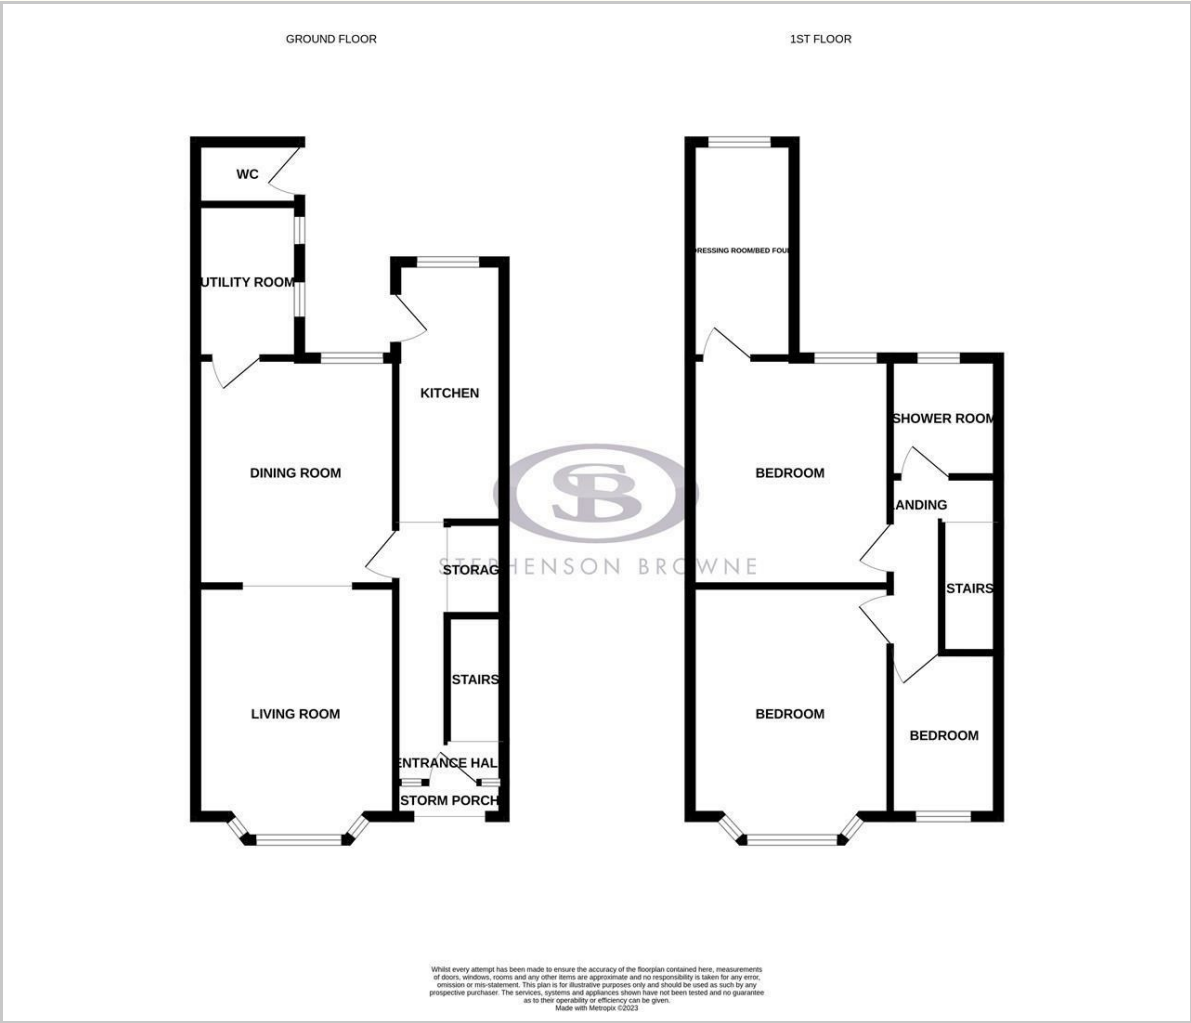 GROUND FLOOR
1ST FLOOR
WC
UTILITY ROOM
DINING ROOM
KITCHEN
STORAG
STAIRS
LIVING ROOM
ENTRANCE HAL
STORM PORCH
DRESSING ROOM/BED FOU
BEDROOM
SHOWER ROOM
LANDING
STAIRS
BEDROOM
BEDROOM
SB
STEPHENSON BROWNE
Whilst every attempt has been made to ensure the accuracy of the floorplan contained here, measurements
of doors, windows, rooms and any other items are approximate and no responsibility is taken for any error,
omission or mis-statement. This plan is for illustrative purposes only and should be used as such by any
prospective purchaser. The services, systems and appliances shown have not been tested and no guarantee
as to their operability or efficiency can be given.
Made with Metropix ©2023